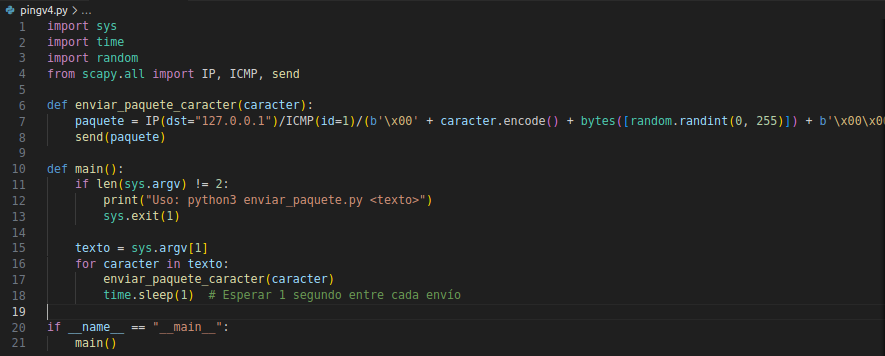 pingv4.py > ...
1 import sys
2 import time
3 import random
4 from scapy.all import IP, ICMP, send
5
6 def enviar_paquete_caracter(caracter):
7 paquete = IP(dst="127.0.0.1")/ICMP(id=1)/(b'\x00' + caracter.encode() + bytes([random.randint(0, 255)]) + b'\x00\x00
8 send(paquete)
9
10 def main():
11 if len(sys.argv) != 2:
12 print("Uso: python3 enviar_paquete.py <texto>")
13 sys.exit(1)
14
15 texto = sys.argv[1]
16 for caracter in texto:
17 enviar_paquete_caracter(caracter)
18 time.sleep(1)  # Esperar 1 segundo entre cada envío
19
20 if __name__ == "__main__":
21 main()